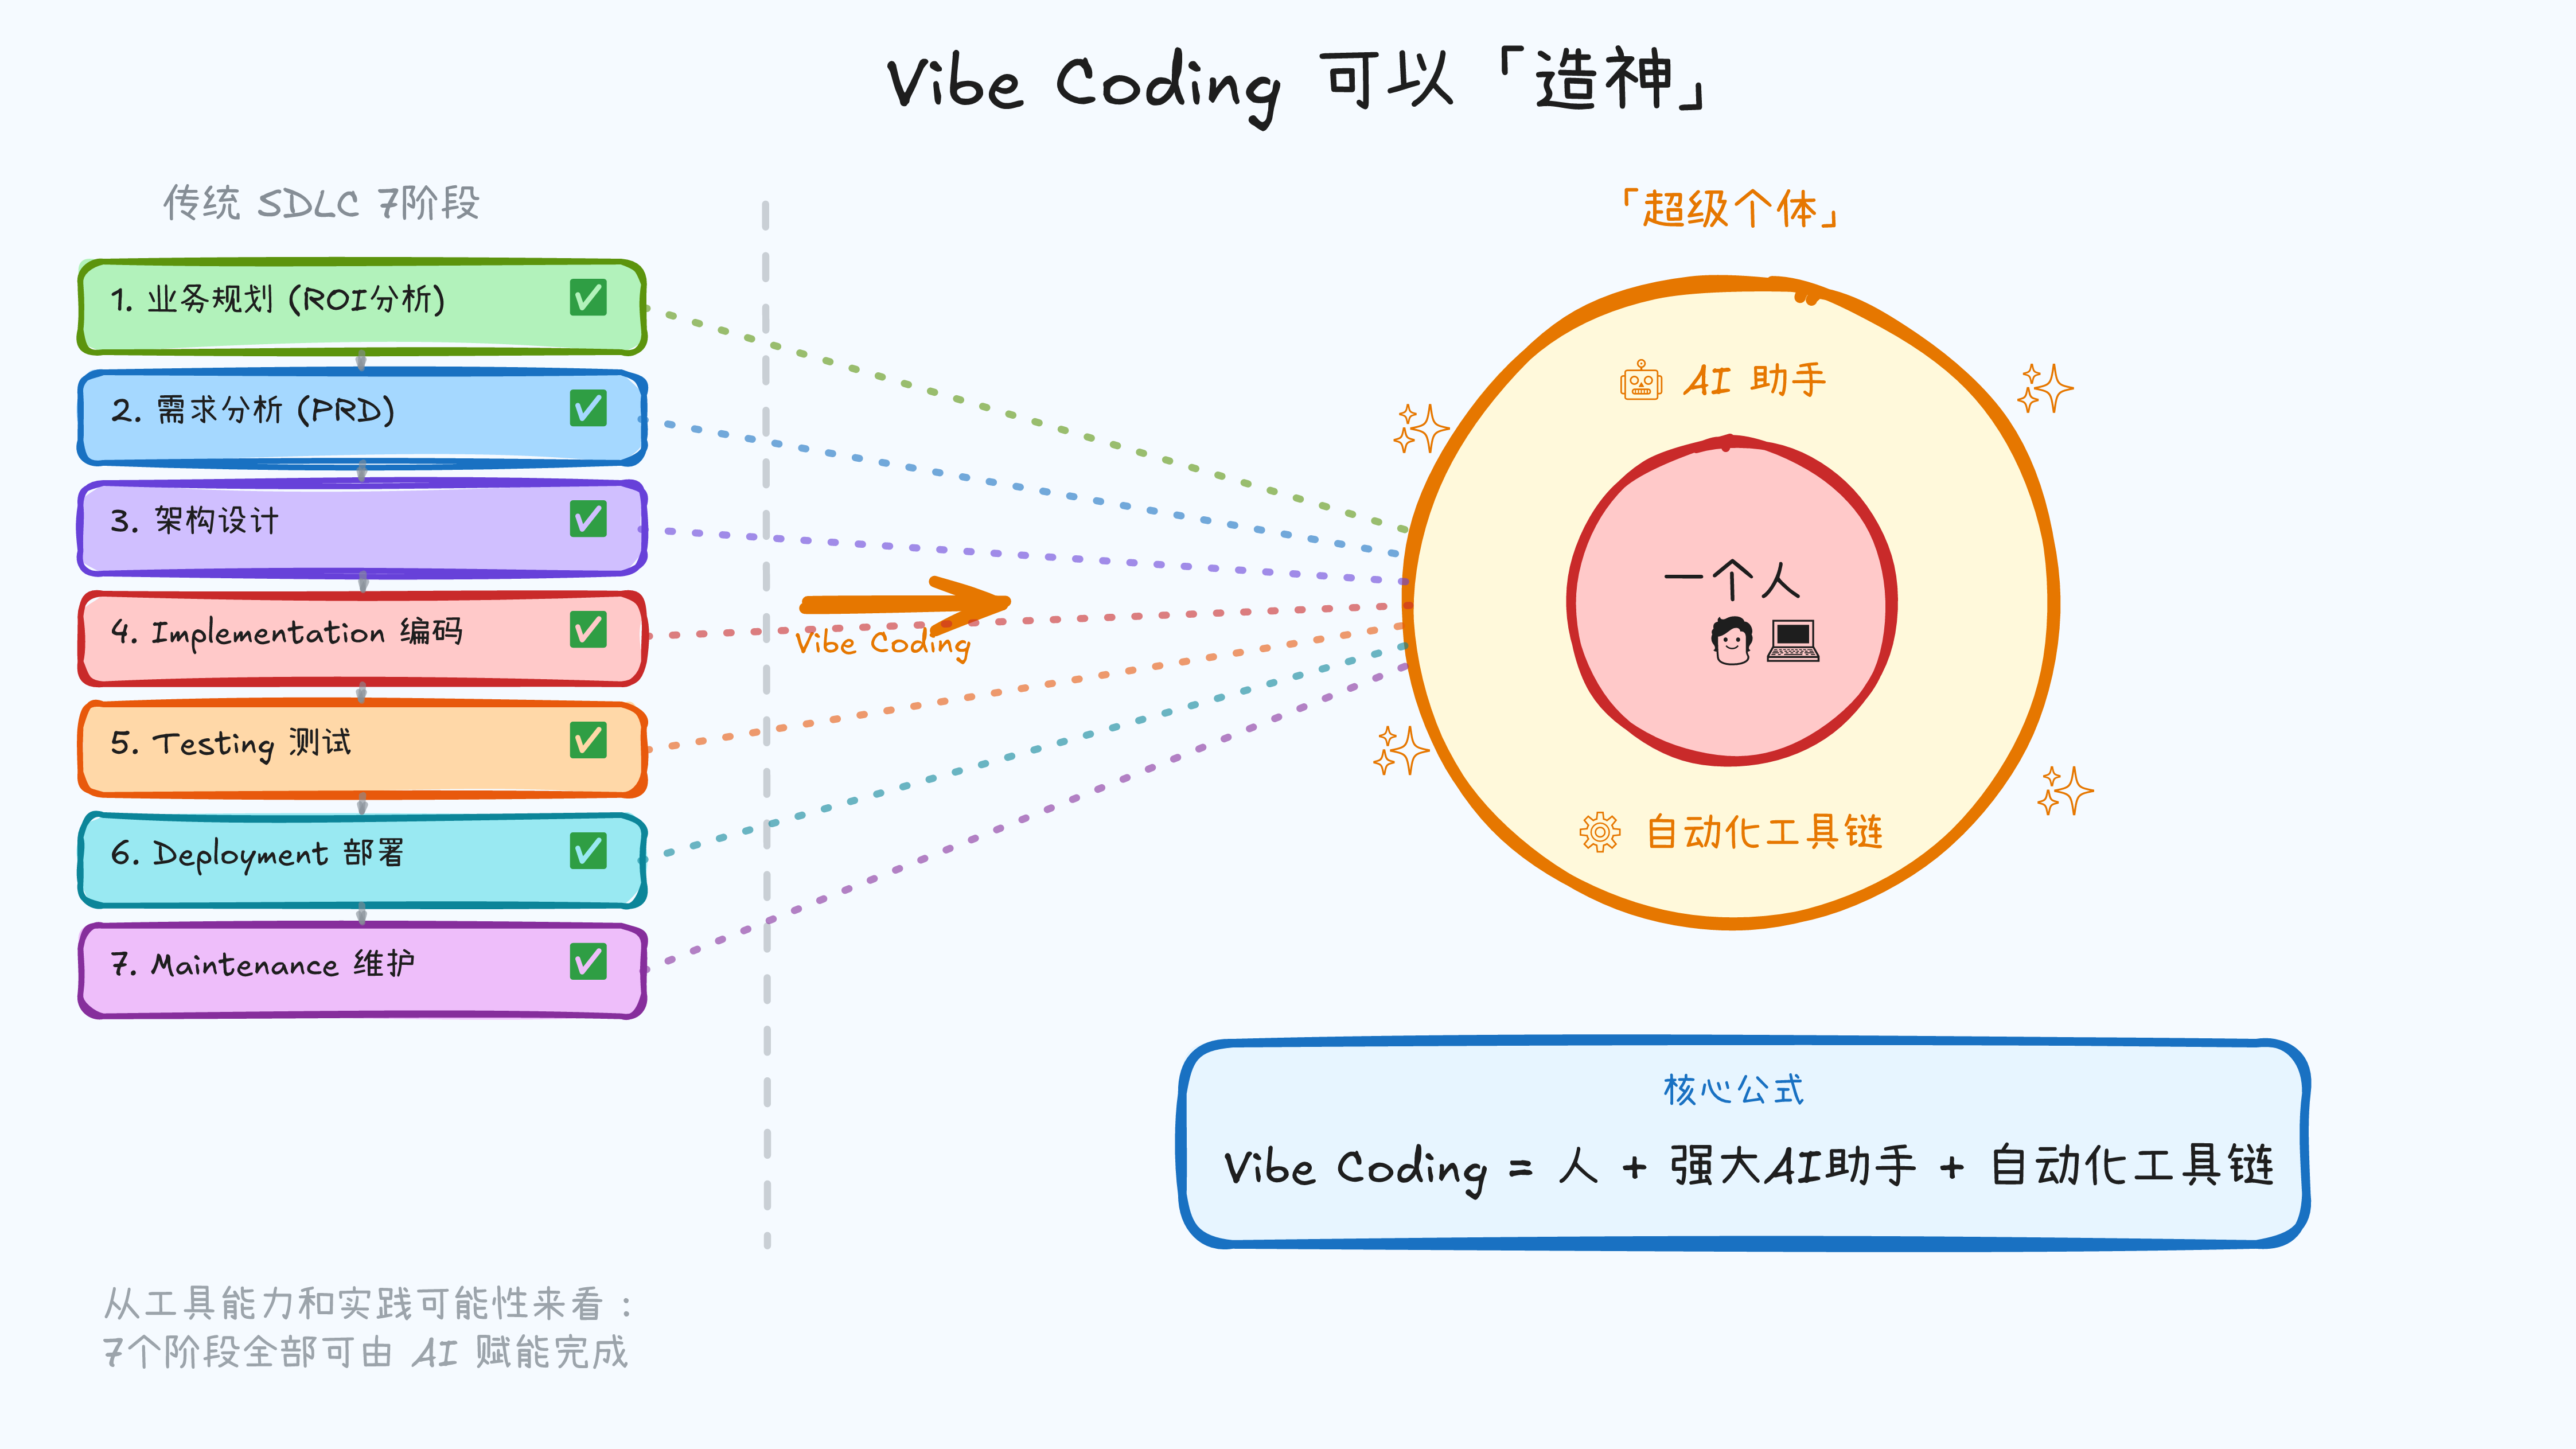 Vibe Coding 可以「造神」
传统 SDLC 7阶段
1. 业务规划 (ROI分析)
2. 需求分析 (PRD)
3. 架构设计
4. Implementation 编码
5. Testing 测试
6. Deployment 部署
7. Maintenance 维护
从工具能力和实践可能性来看：
7个阶段全部可由 AI 赋能完成
Vibe Coding
「超级个体」
AI 助手
一个人
自动化工具链
核心公式
Vibe Coding = 人 + 强大AI助手 + 自动化工具链